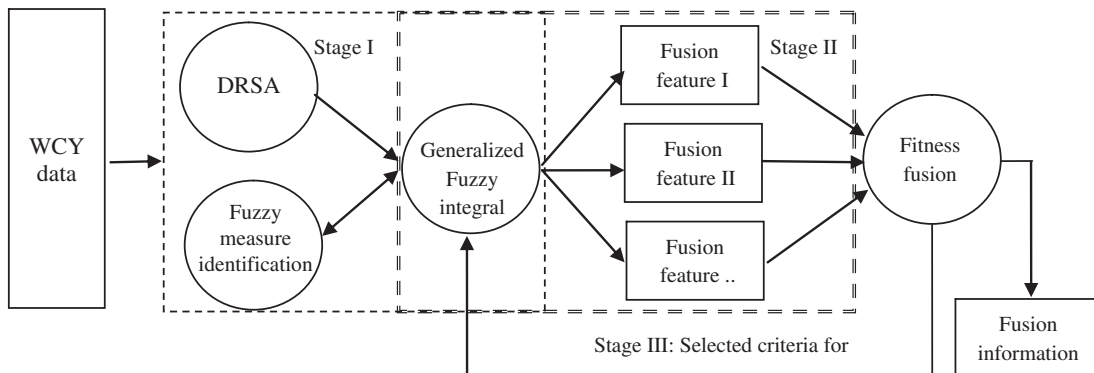 WCY
data
Stage I
DRSA
Fuzzy
measure
identification
Generalized
Fuzzy
integral
Stage II
Fusion
feature I
Fusion
feature II
Fusion
feature ..
Fitness
fusion
Stage III: Selected criteria for
Fusion
information